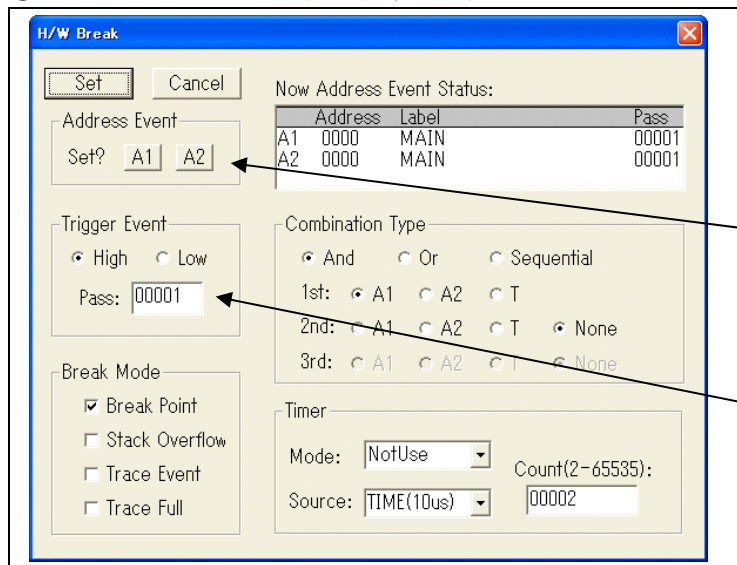 H/W Break
Set Cancel
Now Address Event Status:
Address Label Pass
A1 0000 MAIN 00001
A2 0000 MAIN 00001
Address Event
Set? A1 A2
Trigger Event
High Low
Pass: 00001
Combination Type
And Or Sequential
1st: A1 A2 T
2nd: A1 A2 T None
3rd: A1 A2 T None
Break Mode
Break Point
Stack Overflow
Trace Event
Trace Full
Timer
Mode: NotUse
Count(2-65535):
Source: TIME(10us) 00002